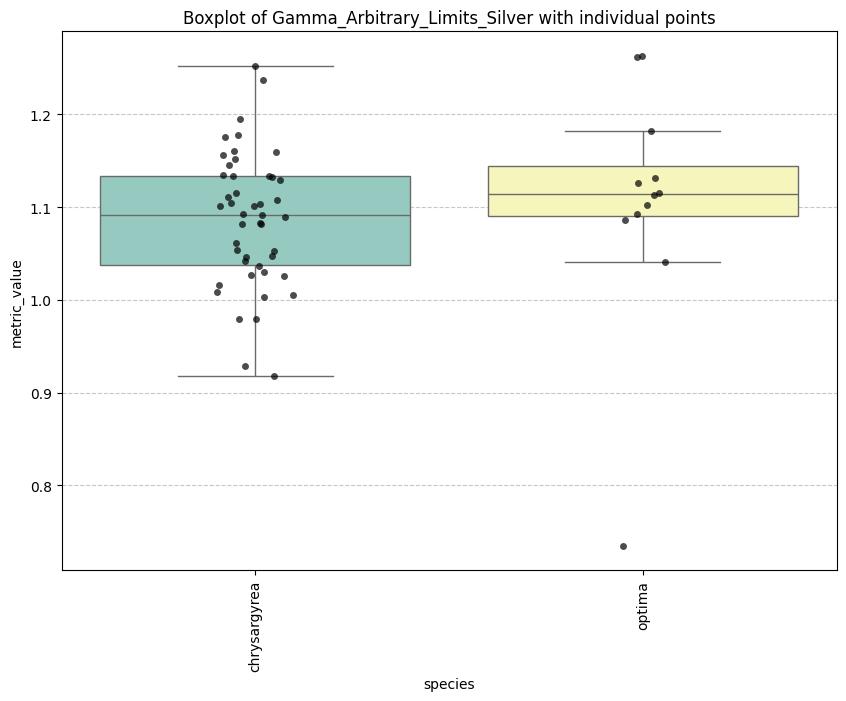 Boxplot of Gamma_Arbitrary_Limits_Silver with individual points
metric_value
1.2
1.1
1.0
0.9
0.8
chrysargyrea
optima
species